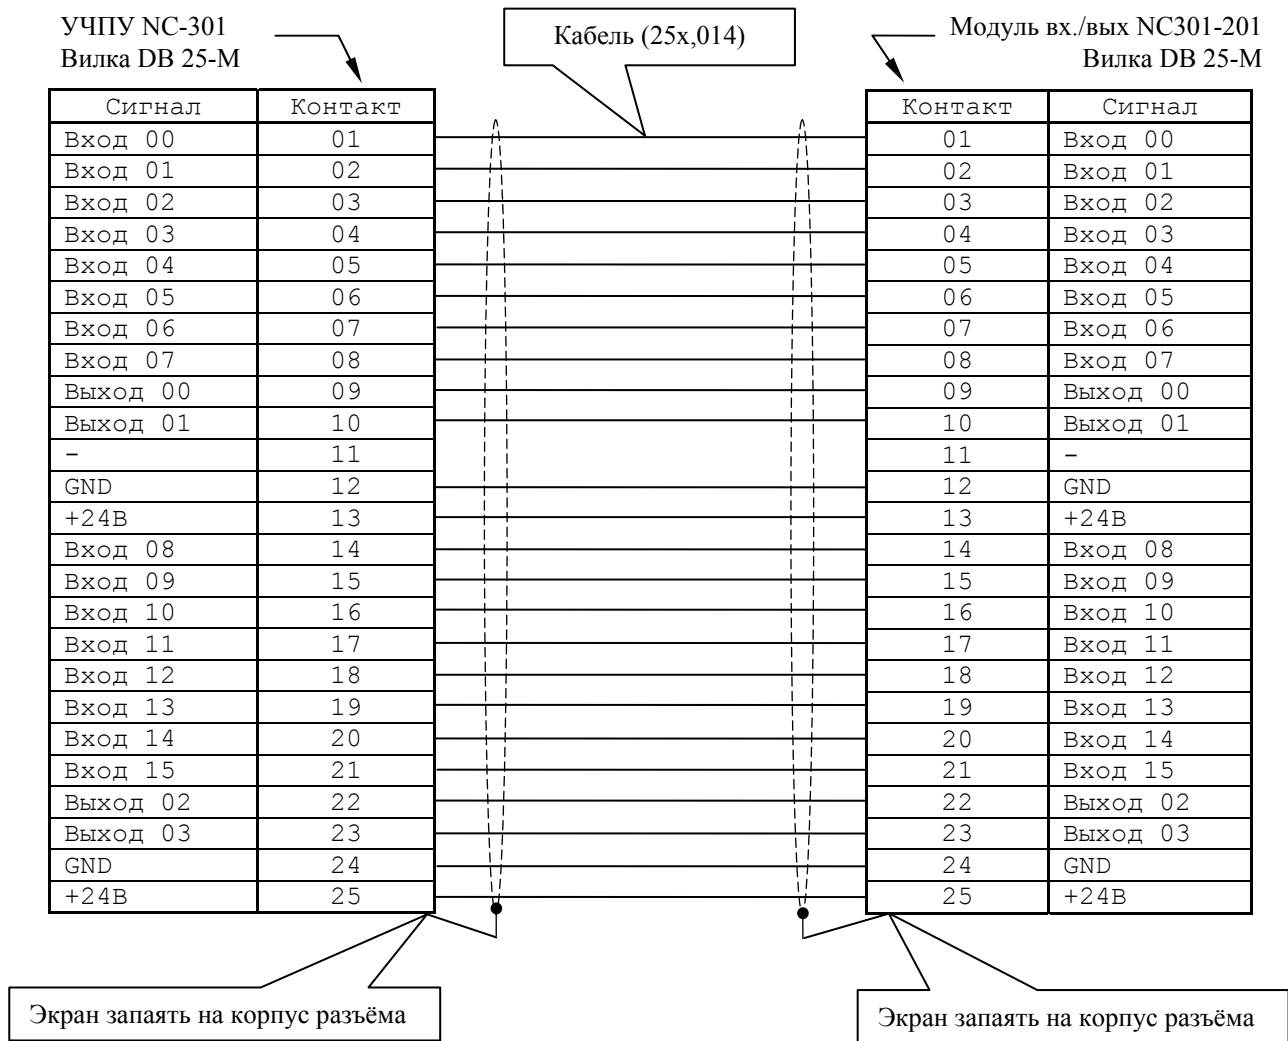 УЧПУ NC-301
Вилка DB 25-M
Кабель (25х,014)
Модуль вх./вых NC301-201
Вилка DB 25-M
Сигнал Контакт Контакт Сигнал
Вход 00 01 01 Вход 00
Вход 01 02 02 Вход 01
Вход 02 03 03 Вход 02
Вход 03 04 04 Вход 03
Вход 04 05 05 Вход 04
Вход 05 06 06 Вход 05
Вход 06 07 07 Вход 06
Вход 07 08 08 Вход 07
Выход 00 09 09 Выход 00
Выход 01 10 10 Выход 01
- 11 11 -
GND 12 12 GND
+24В 13 13 +24В
Вход 08 14 14 Вход 08
Вход 09 15 15 Вход 09
Вход 10 16 16 Вход 10
Вход 11 17 17 Вход 11
Вход 12 18 18 Вход 12
Вход 13 19 19 Вход 13
Вход 14 20 20 Вход 14
Вход 15 21 21 Вход 15
Выход 02 22 22 Выход 02
Выход 03 23 23 Выход 03
GND 24 24 GND
+24В 25 25 +24В
Экран запаять на корпус разъёма
Экран запаять на корпус разъёма